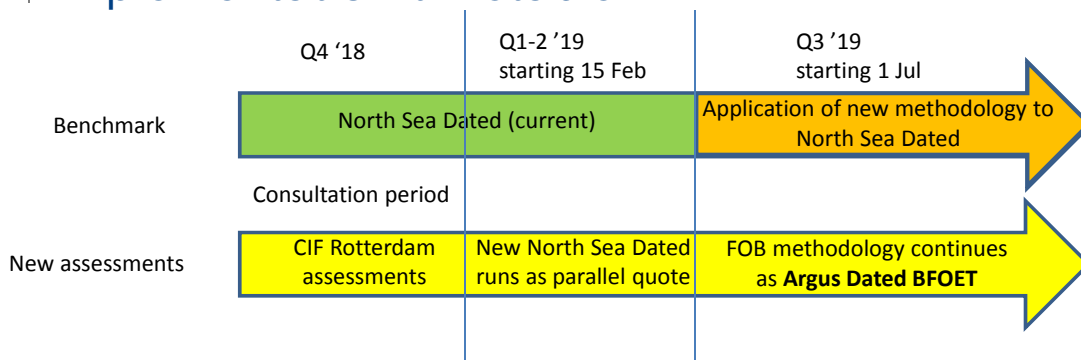 Q4 ‘18
Q1-2 ’19
starting 15 Feb
Q3 ’19
starting 1 Jul
Benchmark
North Sea Dated (current)
Application of new methodology to
North Sea Dated
Consultation period
New assessments
CIF Rotterdam
assessments
New North Sea Dated
runs as parallel quote
FOB methodology continues
as Argus Dated BFOET